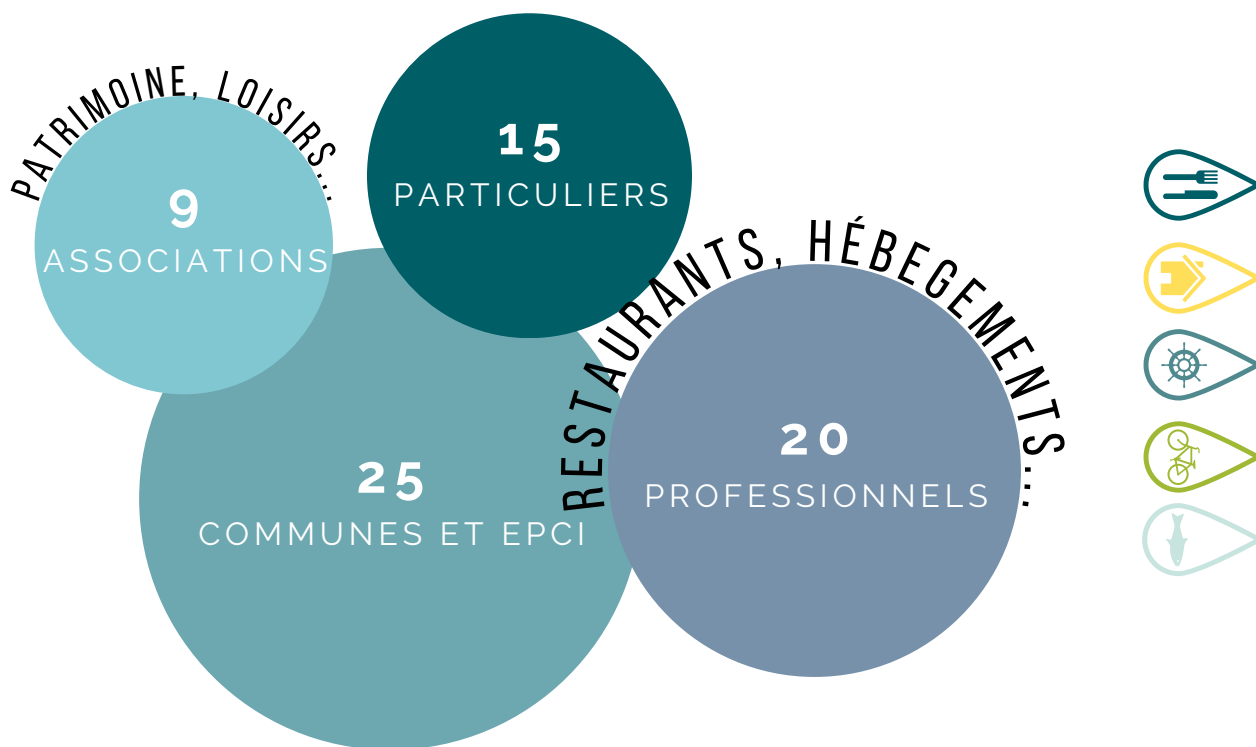 PATRIMOINE, LOISIRS...
9
ASSOCIATIONS
15
PARTICULIERS
25
COMMUNES ET EPCI
RESTAURANTS, HÉBEGEMENTS...
20
PROFESSIONNELS